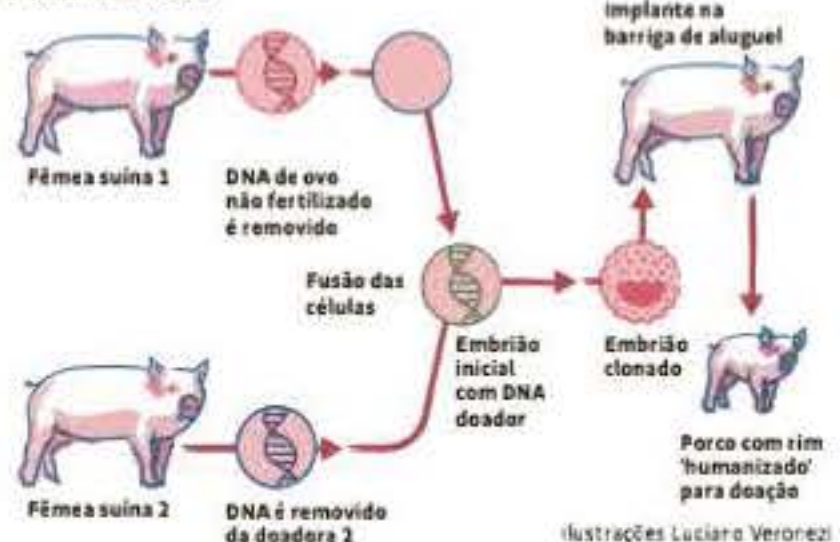 Fêmea suína 1
DNA de ovo
não fertilizado
é removido
Implante na
barriga de aluguel
Fusão das
células
Embrião
inicial
com DNA
doador
Embrião
clonado
Fêmea suína 2
DNA é removido
da doadora 2
Porco com rim
'humanizado'
para doação
Ilustrações Luciano Veronezi